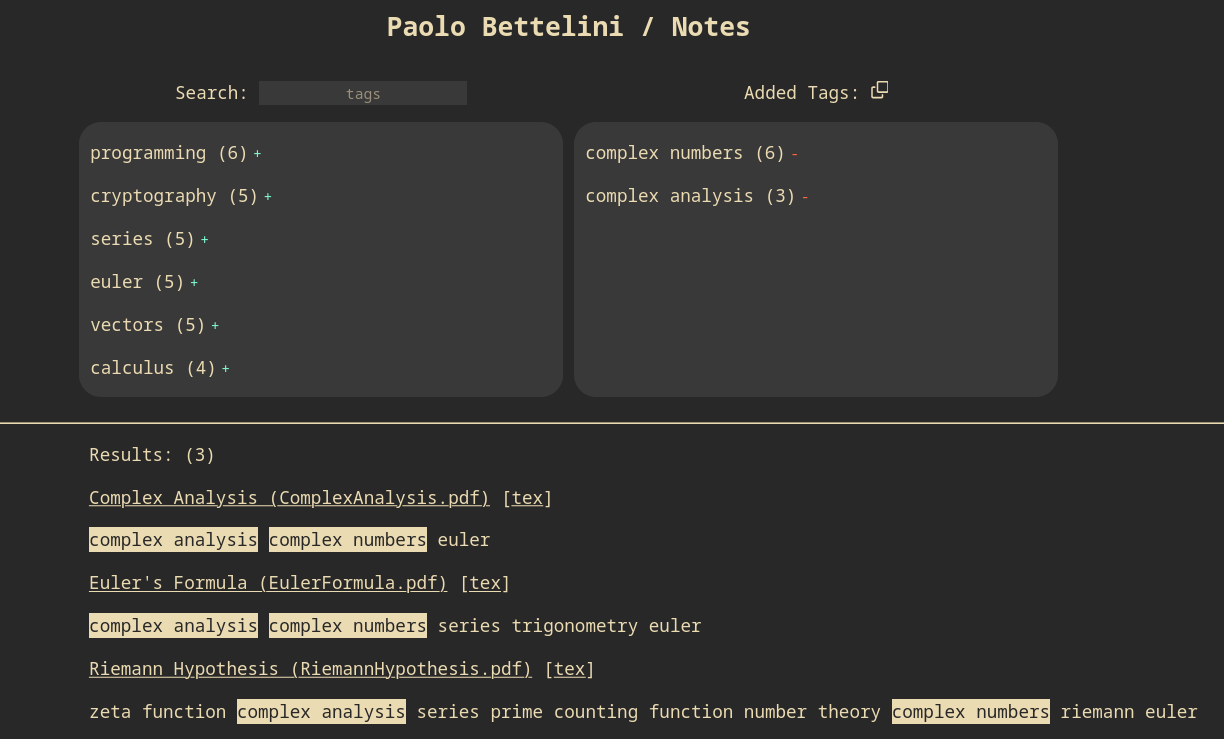 Paolo Bettelini / Notes
Search: tags
Added Tags:
programming (6) +
cryptography (5) +
series (5) +
euler (5) +
vectors (5) +
calculus (4) +
complex numbers (6) -
complex analysis (3) -
Results: (3)
Complex Analysis (ComplexAnalysis.pdf) [tex]
complex analysis complex numbers euler
Euler's Formula (EulerFormula.pdf) [tex]
complex analysis complex numbers series trigonometry euler
Riemann Hypothesis (RiemannHypothesis.pdf) [tex]
zeta function complex analysis series prime counting function number theory complex numbers riemann euler